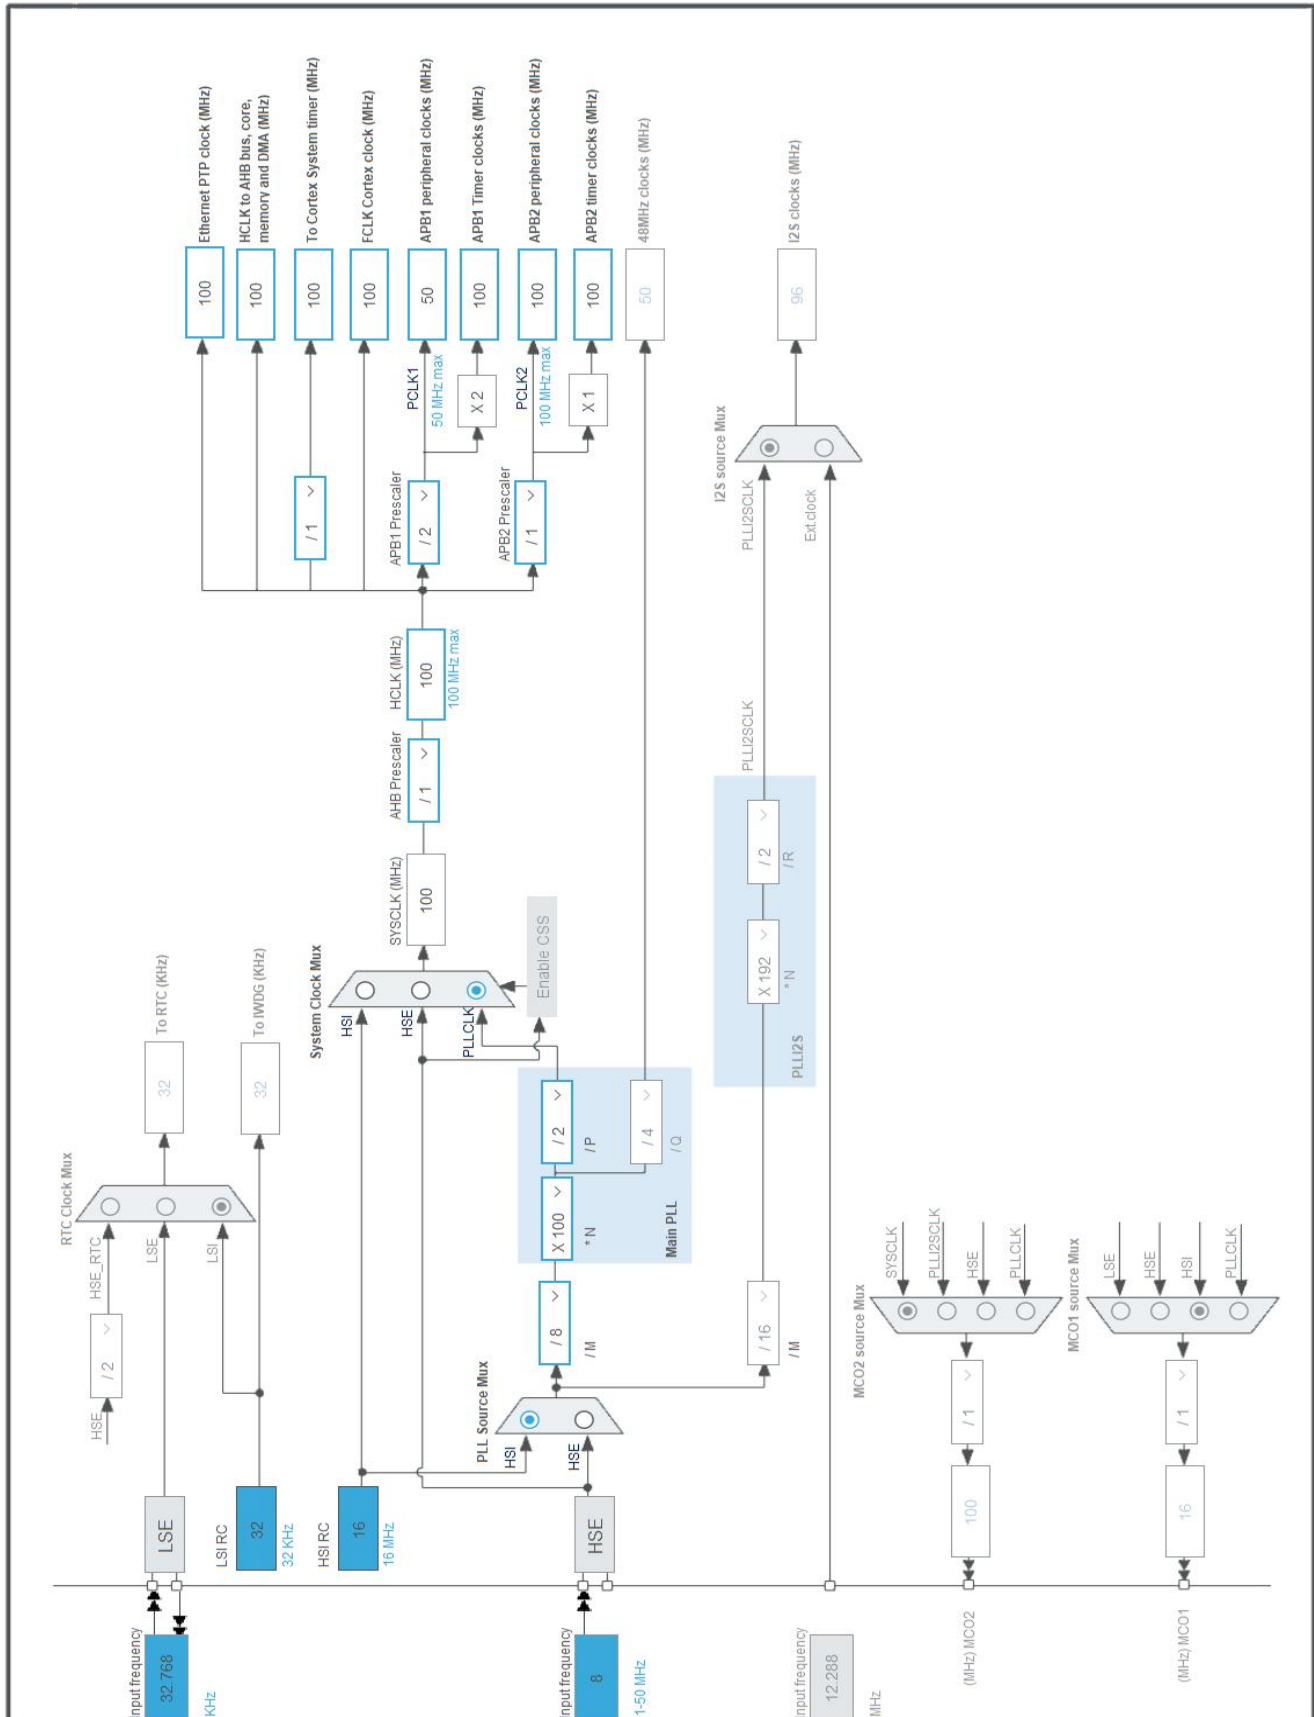 Input frequency
32.768
KHz
LSE
HSE
/ 2
HSE_RTC
LSE
LSI
RTC Clock Mux
32
To RTC (KHz)
LSI RC
32
32 KHz
32
To IWDG (KHz)
HSI RC
16
16 MHz
System Clock Mux
HSI
HSE
PLLCLK
SYSCLK (MHz)
100
AHB Prescaler
/ 1
HCLK (MHz)
100
100 MHz max
Enable CSS
100
Ethernet PTP clock (MHz)
100
HCLK to AHB bus, core,
memory and DMA (MHz)
/ 1
100
To Cortex System timer (MHz)
100
FCLK Cortex clock (MHz)
APB1 Prescaler
/ 2
PCLK1
50 MHz max
50
APB1 peripheral clocks (MHz)
X 2
100
APB1 Timer clocks (MHz)
APB2 Prescaler
/ 1
PCLK2
100 MHz max
100
APB2 peripheral clocks (MHz)
X 1
100
APB2 timer clocks (MHz)
Input frequency
8
1-50 MHz
HSE
PLL Source Mux
HSI
HSE
/ 8
/ M
X 100
* N
/ 2
/ P
/ 4
/ Q
Main PLL
50
48MHz clocks (MHz)
/ 16
/ M
X 192
* N
/ 2
/ R
PLLI2S
PLLI2SCLK
PLLI2SCLK
Ext.clock
I2S source Mux
96
I2S clocks (MHz)
Input frequency
12.288
MHz
MCO2 source Mux
SYSCLK
PLLI2SCLK
HSE
PLLCLK
/ 1
100
(MHz) MCO2
MCO1 source Mux
LSE
HSE
HSI
PLLCLK
/ 1
16
(MHz) MCO1